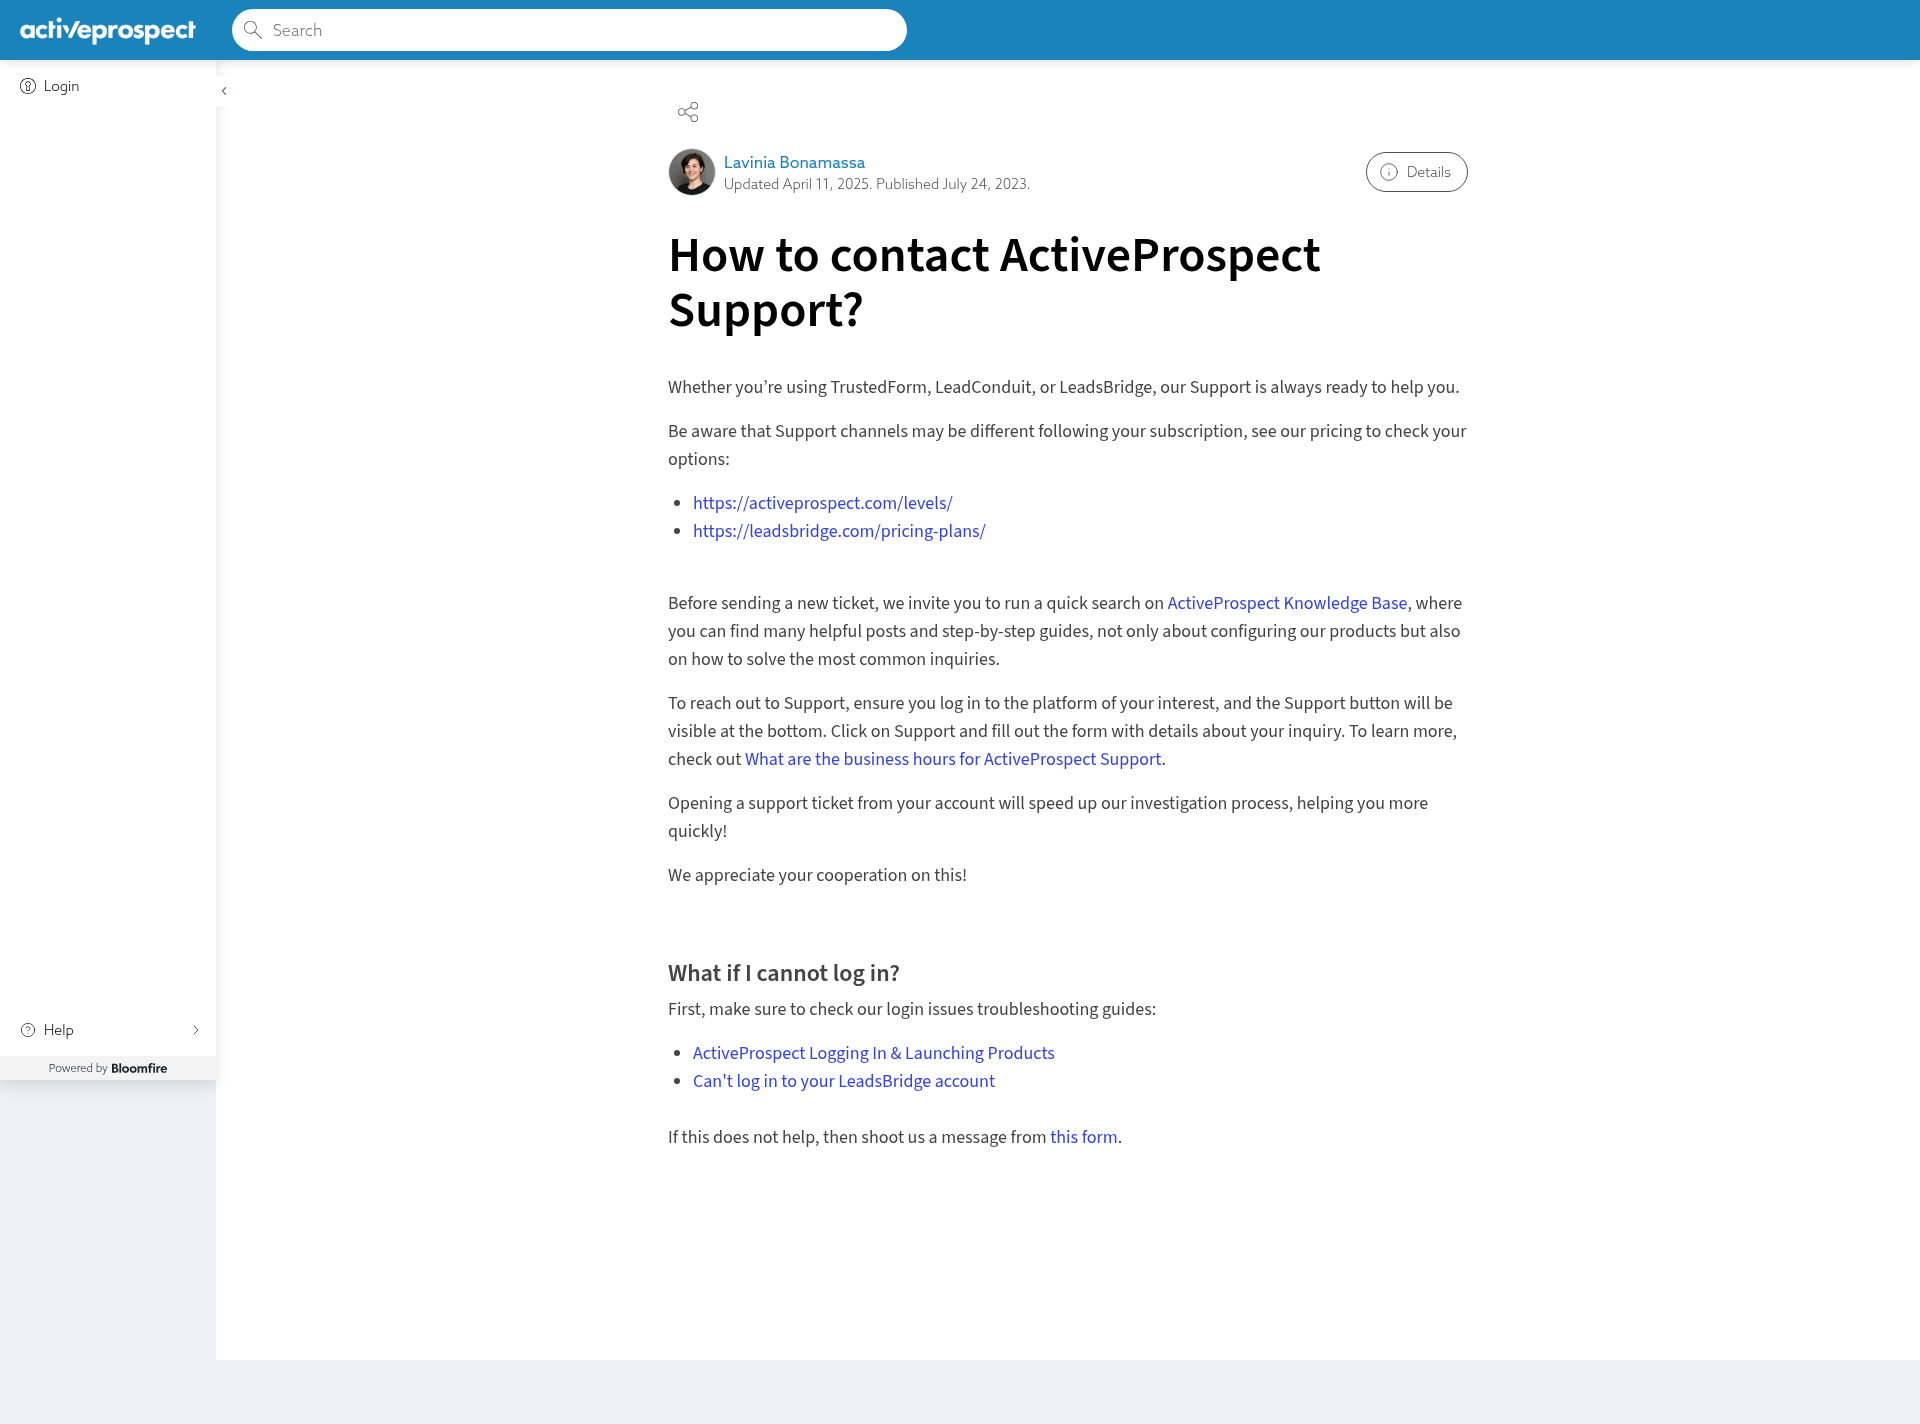 activeprospect
Search
Login
Lavinia Bonamassa
Updated April 11, 2025. Published July 24, 2023.
Details
How to contact ActiveProspect
Support?
Whether you’re using TrustedForm, LeadConduit, or LeadsBridge, our Support is always ready to help you.
Be aware that Support channels may be different following your subscription, see our pricing to check your
options:
https://activeprospect.com/levels/
https://leadsbridge.com/pricing-plans/
Before sending a new ticket, we invite you to run a quick search on ActiveProspect Knowledge Base, where
you can find many helpful posts and step-by-step guides, not only about configuring our products but also
on how to solve the most common inquiries.
To reach out to Support, ensure you log in to the platform of your interest, and the Support button will be
visible at the bottom. Click on Support and fill out the form with details about your inquiry. To learn more,
check out What are the business hours for ActiveProspect Support.
Opening a support ticket from your account will speed up our investigation process, helping you more
quickly!
We appreciate your cooperation on this!
What if I cannot log in?
First, make sure to check our login issues troubleshooting guides:
ActiveProspect Logging In & Launching Products
Can't log in to your LeadsBridge account
If this does not help, then shoot us a message from this form.
Help
Powered by Bloomfire